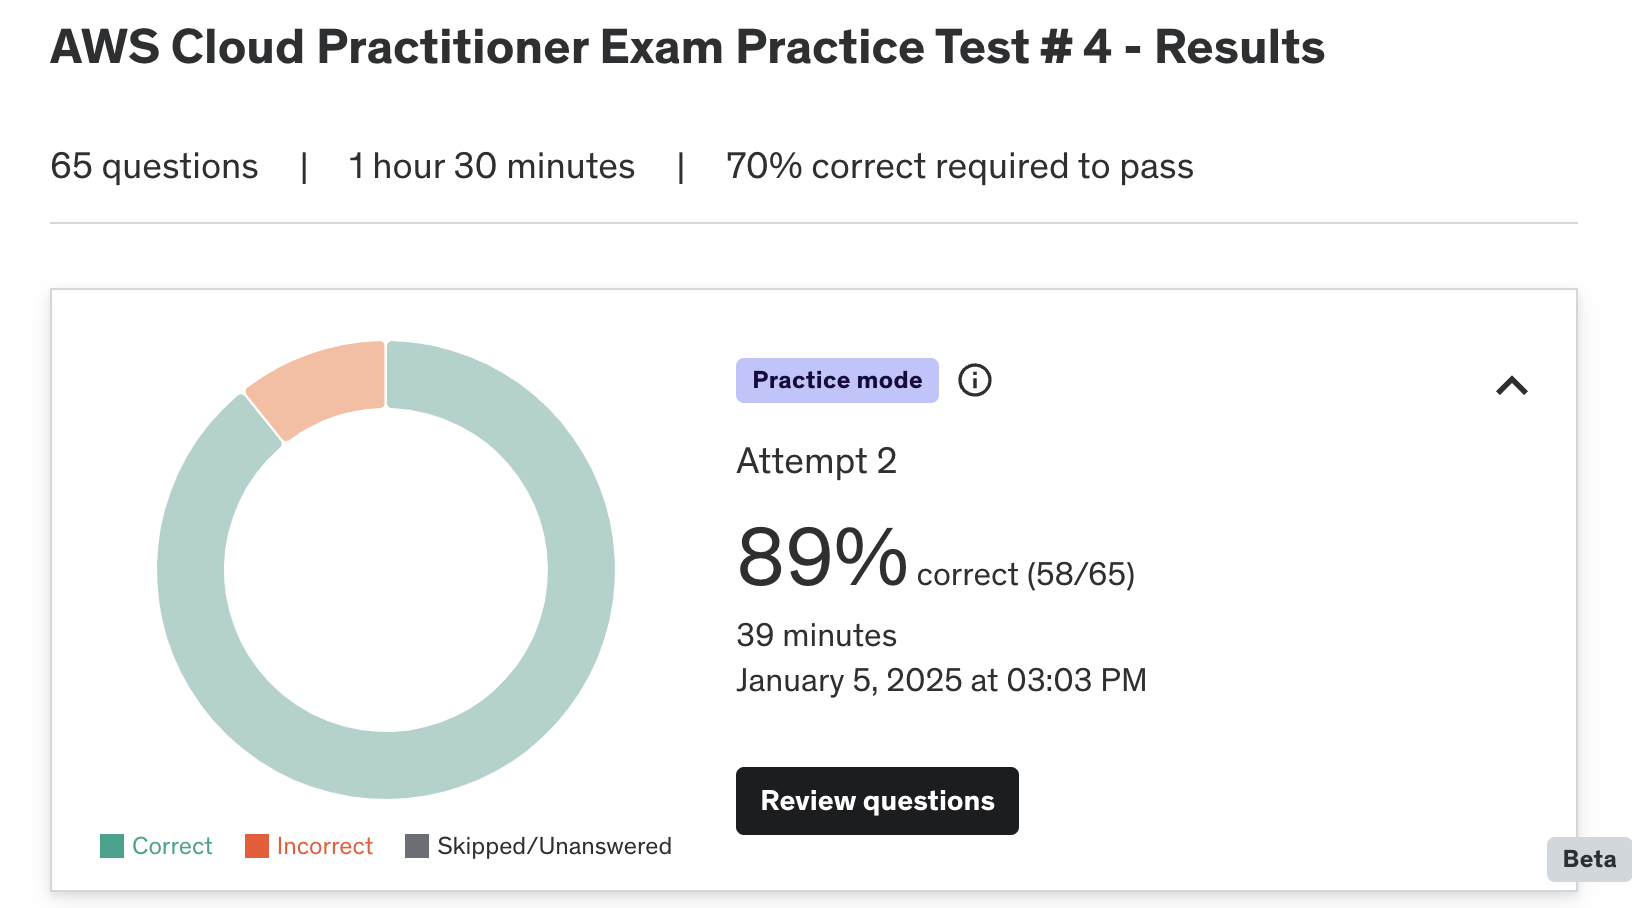 AWS Cloud Practitioner Exam Practice Test # 4 - Results
65 questions | 1 hour 30 minutes | 70% correct required to pass
Practice mode
Attempt 2
89% correct (58/65)
39 minutes
January 5, 2025 at 03:03 PM
Review questions
Correct Incorrect Skipped/Unanswered
Beta